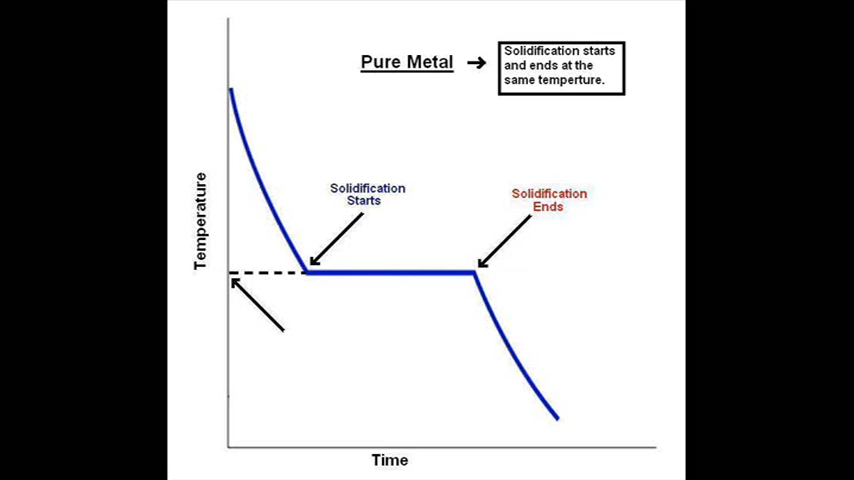 Pure Metal
Solidification starts
and ends at the
same temperture.
Solidification
Starts
Solidification
Ends
Temperature
Time